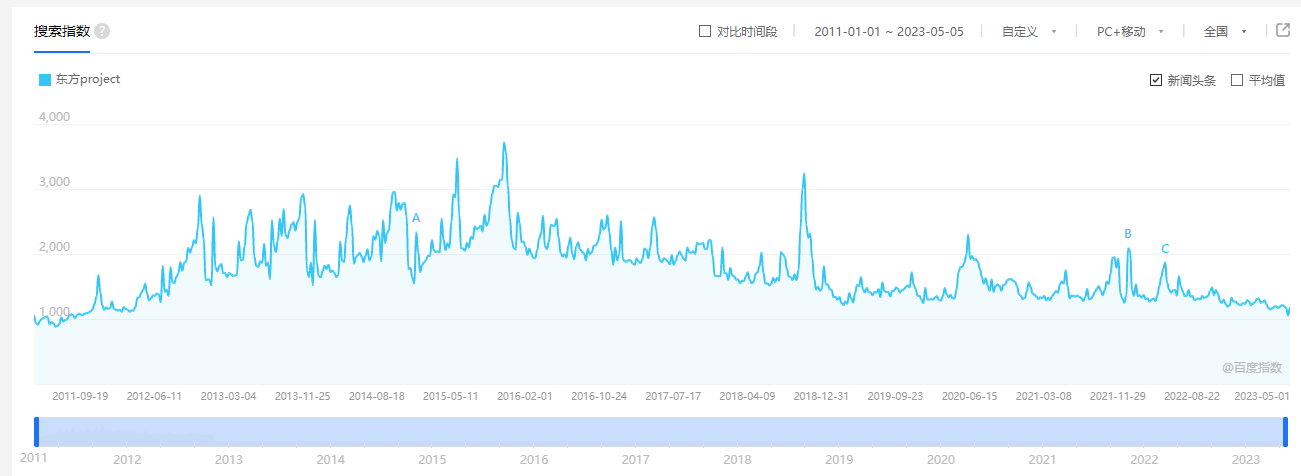 搜索指数 ? 对比时间段 2011-01-01 ~ 2023-05-05 自定义 PC+移动 全国
东方project 新闻头条 平均值
4,000
3,000
A
B
2,000
C
1,000
@百度指数
2011-09-19 2012-06-11 2013-03-04 2013-11-25 2014-08-18 2015-05-11 2016-02-01 2016-10-24 2017-07-17 2018-04-09 2018-12-31 2019-09-23 2020-06-15 2021-03-08 2021-11-29 2022-08-22 2023-05-01
2011 2012 2013 2014 2015 2016 2017 2018 2019 2020 2021 2022 2023